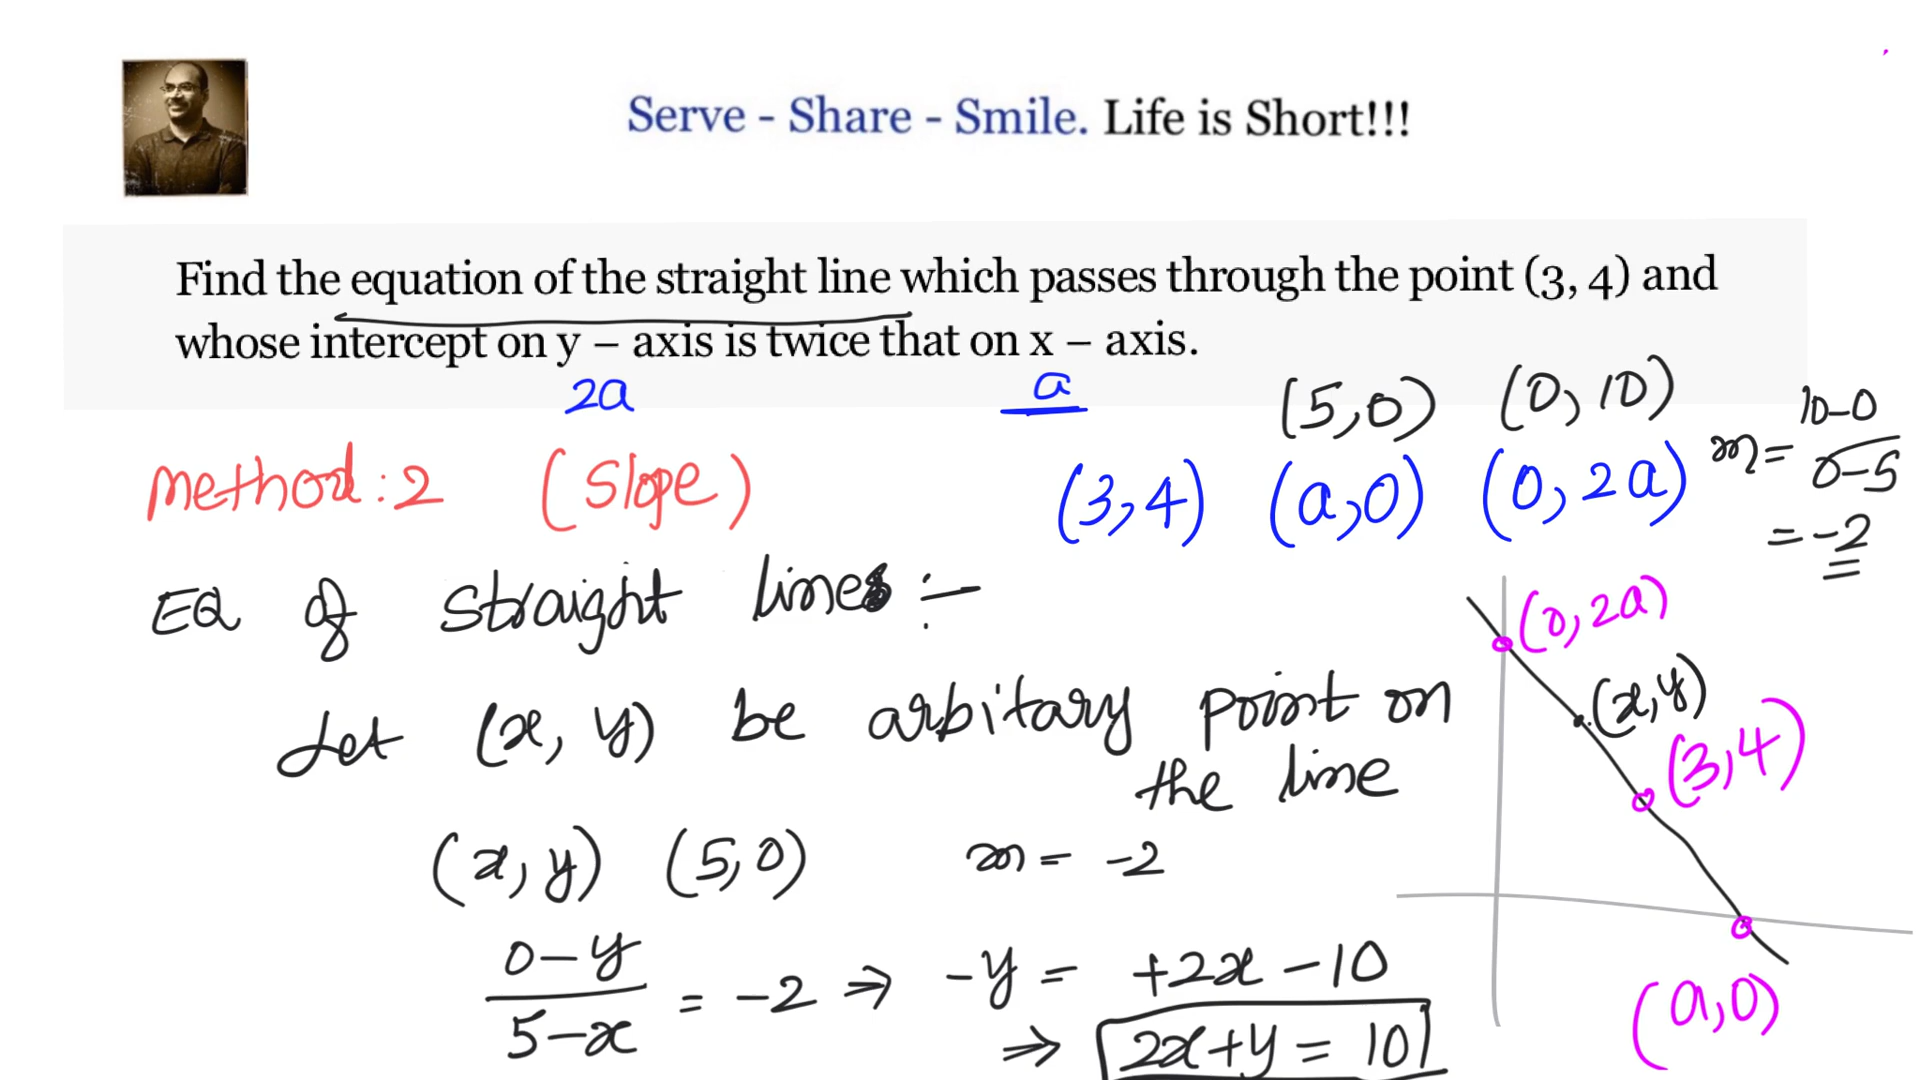 Serve - Share - Smile. Life is Short!!!
Find the equation of the straight line which passes through the point (3, 4) and
whose intercept on y – axis is twice that on x – axis.
2a
a
(5,0) (0,10)
m = 10-0
0-5
= -2
Method:2 (Slope)
(3,4) (a,0) (0,2a)
EQ of straight lines :-
(0,2a)
(x,y)
(3,4)
(a,0)
Let (x, y) be arbitary point on
the line
(x,y) (5,0) m = -2
0-y
5-x
= -2 ⇒ -y = +2x -10
⇒ 2x+y = 10